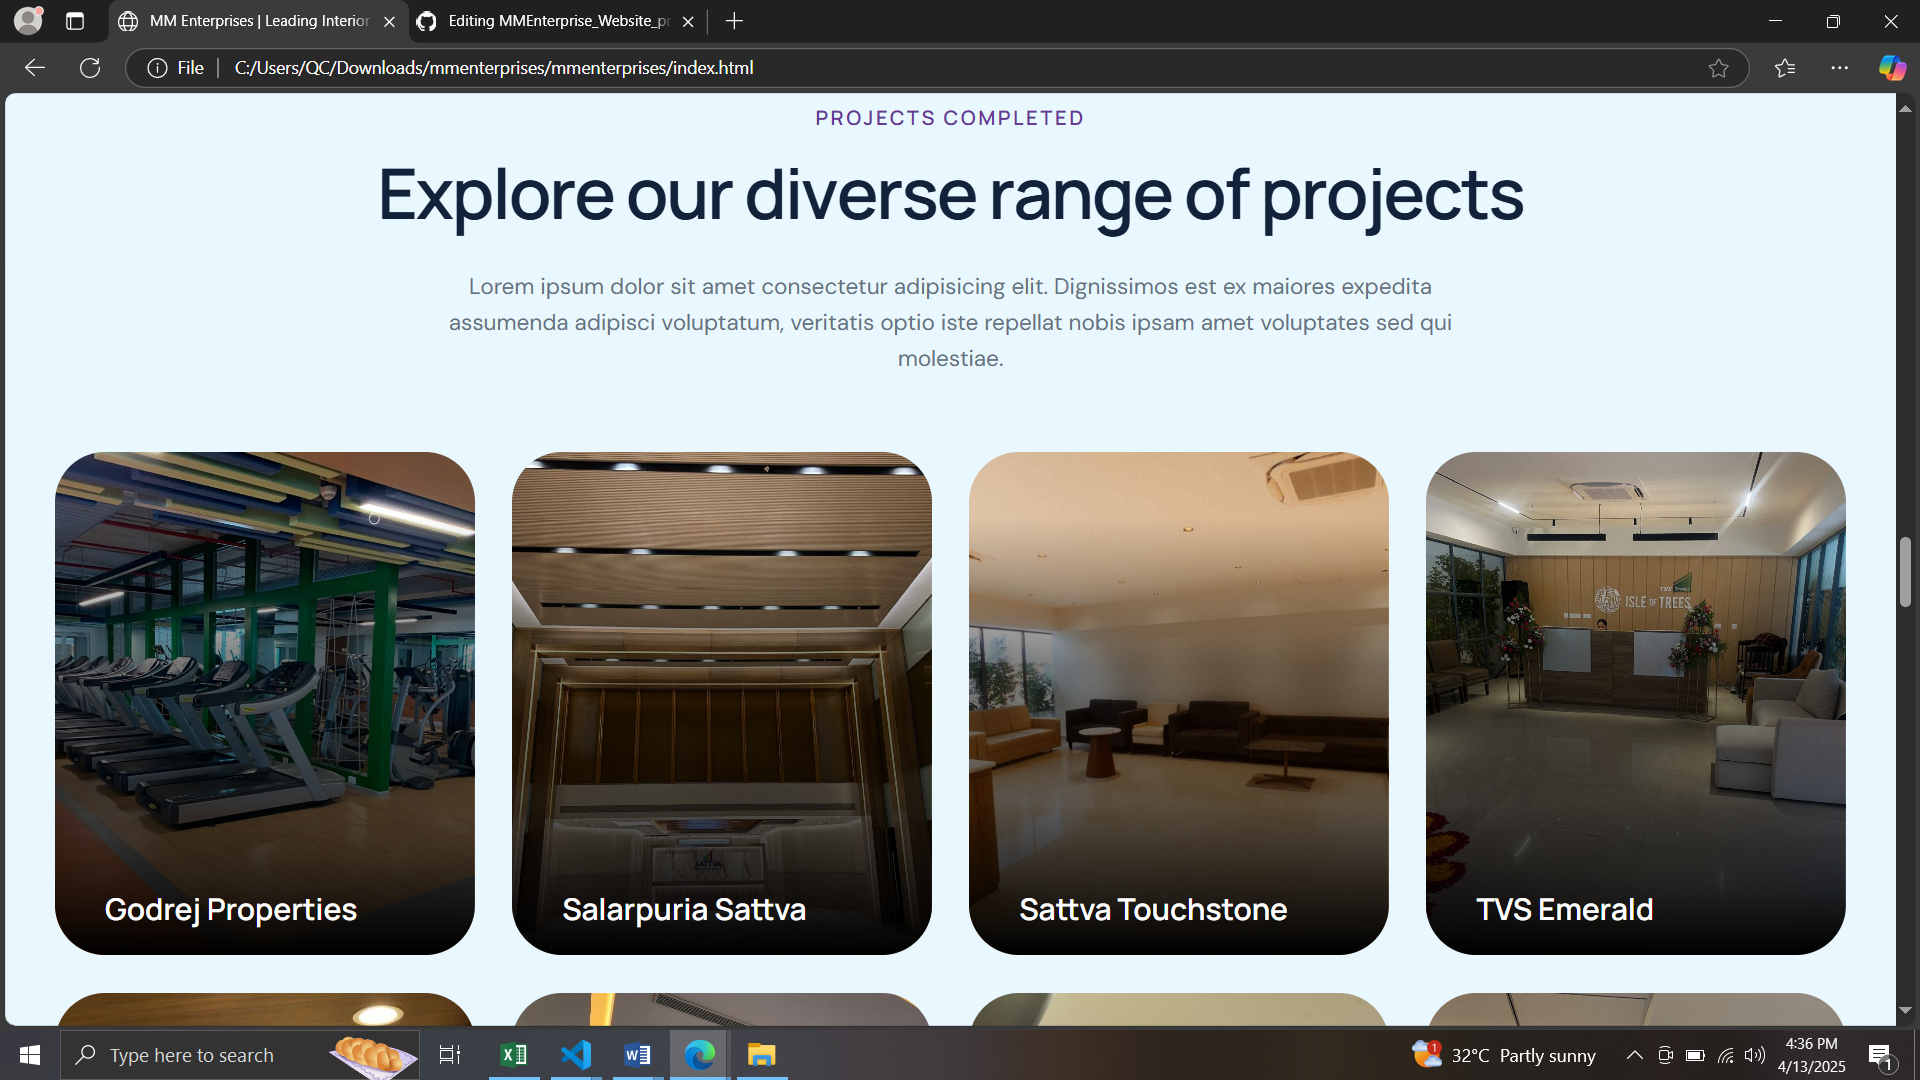 MM Enterprises | Leading Interior
Editing MMEnterprise_Website_pr
File
C:/Users/QC/Downloads/mmenterprises/mmenterprises/index.html
PROJECTS COMPLETED
Explore our diverse range of projects
Lorem ipsum dolor sit amet consectetur adipisicing elit. Dignissimos est ex maiores expedita
assumenda adipisci voluptatum, veritatis optio iste repellat nobis ipsam amet voluptates sed qui
molestiae.
ISLE OF TREES
SATTVA
Godrej Properties
Salarpuria Sattva
Sattva Touchstone
TVS Emerald
Type here to search
1
32°C Partly sunny
4:36 PM
4/13/2025
1